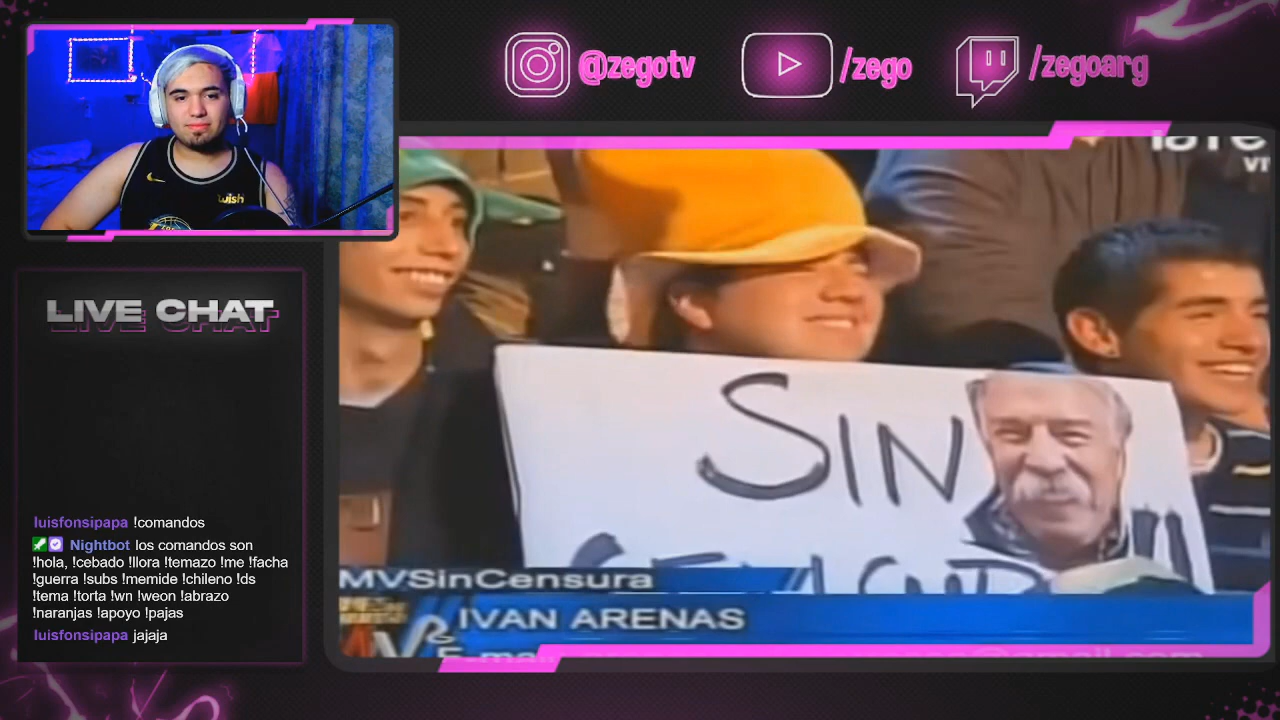 @zegotv
/zego
/zegoarg
wish
LIVE CHAT
luisfonsipapa !comandos
Nightbot los comandos son
!hola, !cebado !llora !temazo !me !facha
!guerra !subs !memide !chileno !ds
!tema !torta !wn !weon !abrazo
!naranjas !apoyo !pajas
luisfonsipapa jajaja
SIN
MVSinCensura
IVAN ARENAS